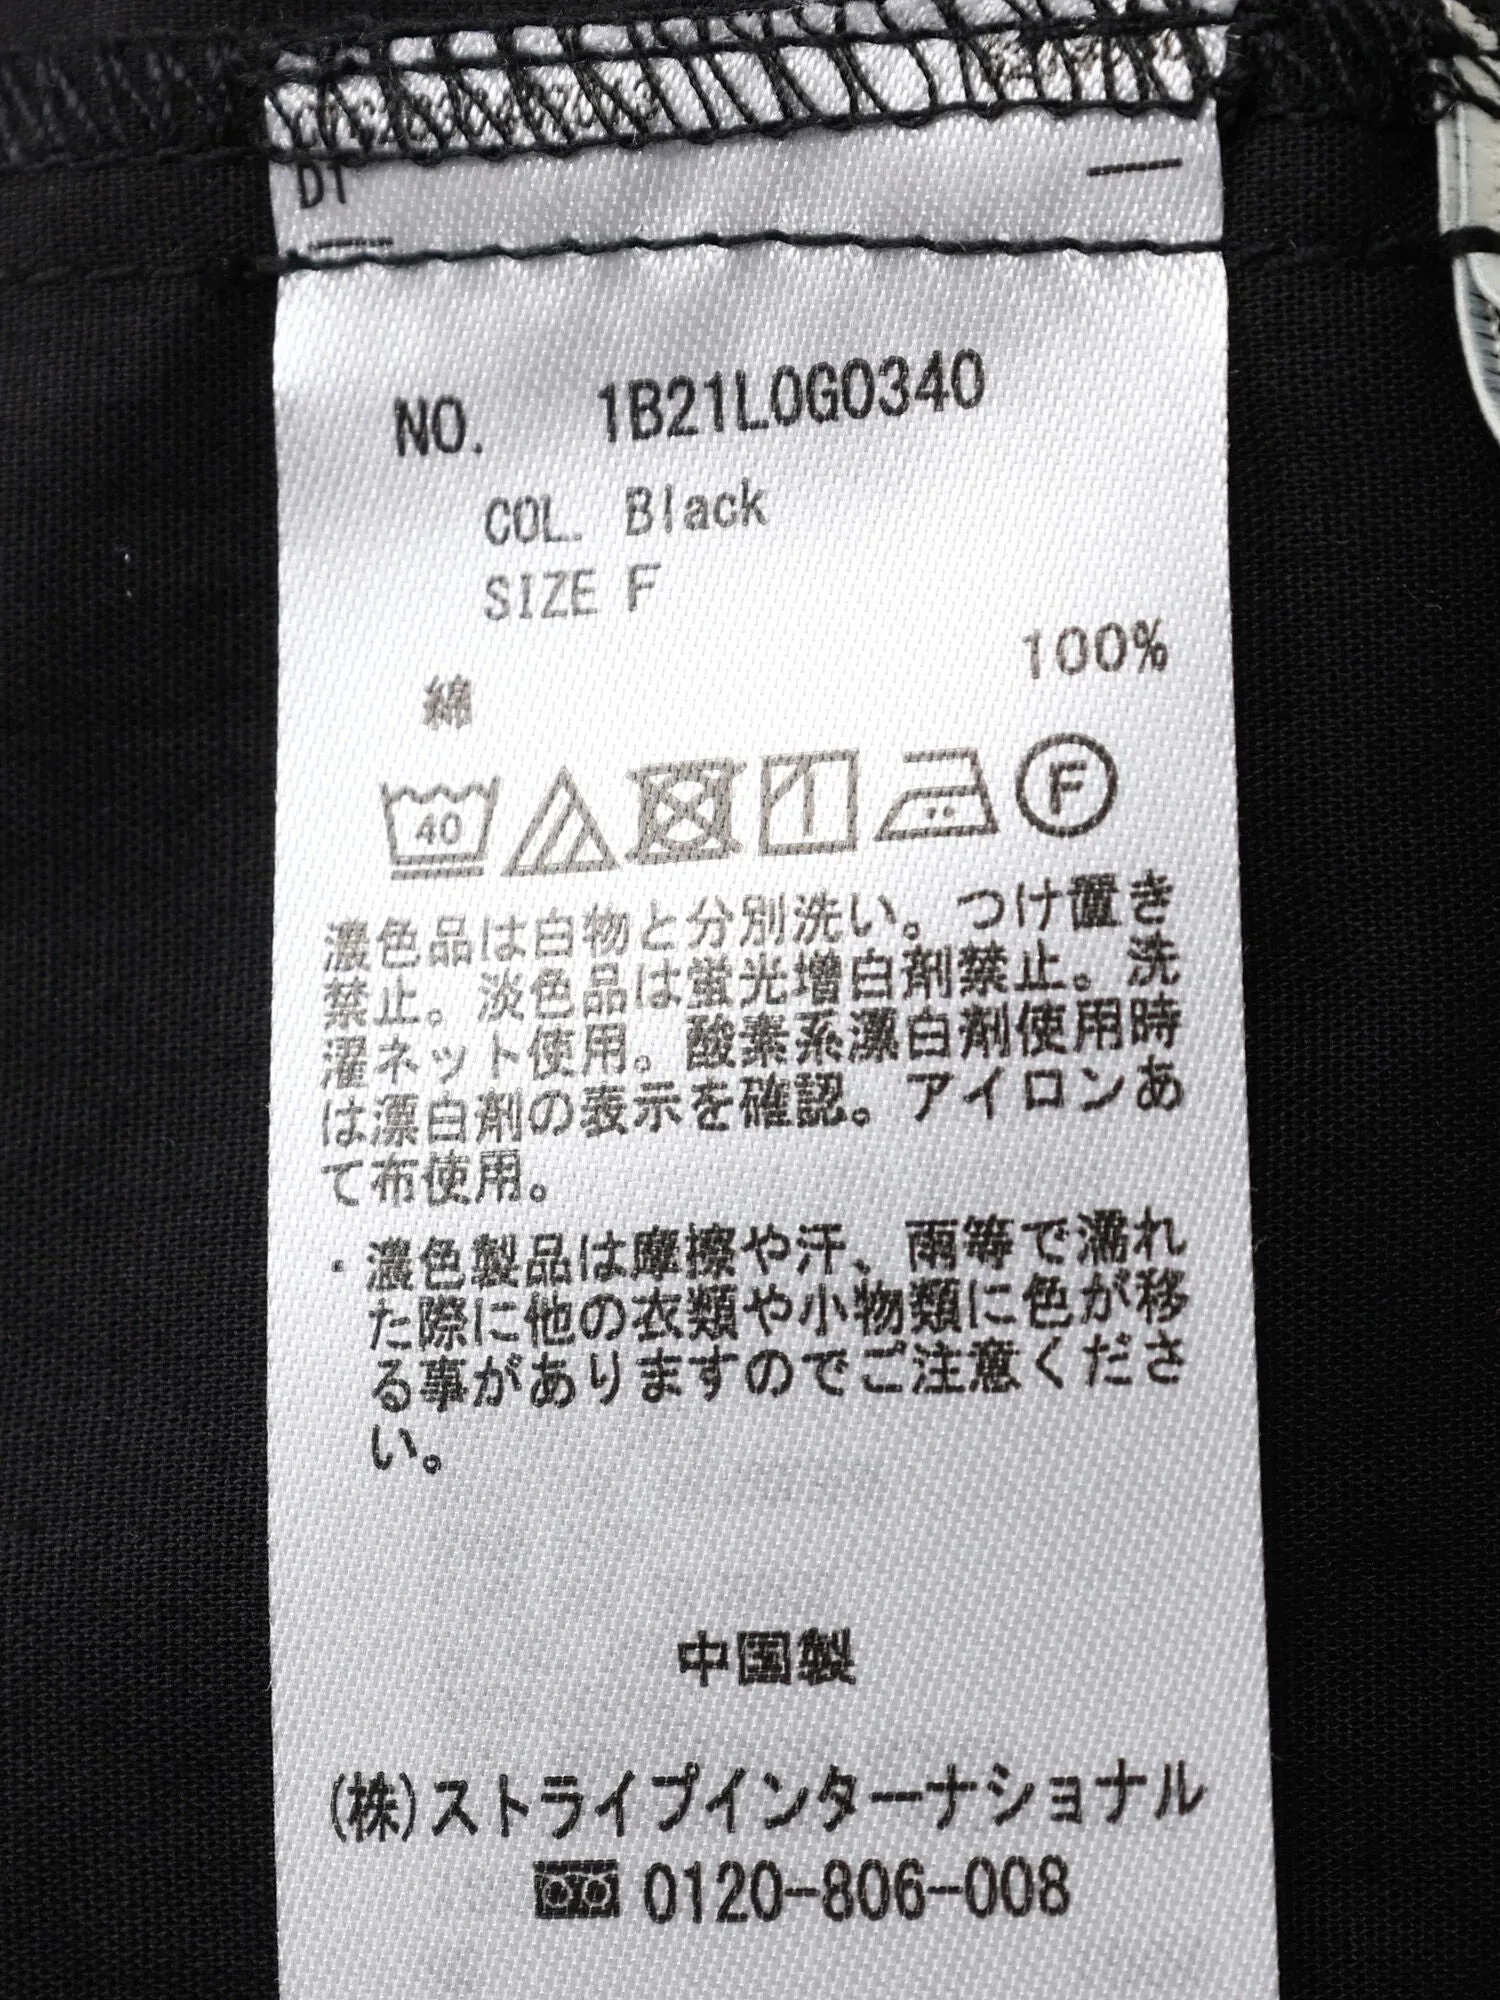 D1
NO. 1B21L0G0340
COL. Black
SIZE F
綿 100%
40
F
濃色品は白物と分別洗い。つけ置き
禁止。淡色品は蛍光増白剤禁止。洗
濯ネット使用。酸素系漂白剤使用時
は漂白剤の表示を確認。アイロンあ
て布使用。
・濃色製品は摩擦や汗、雨等で濡れ
た際に他の衣類や小物類に色が移
る事がありますのでご注意くださ
い。
中国製
(株)ストライプインターナショナル
0120-806-008